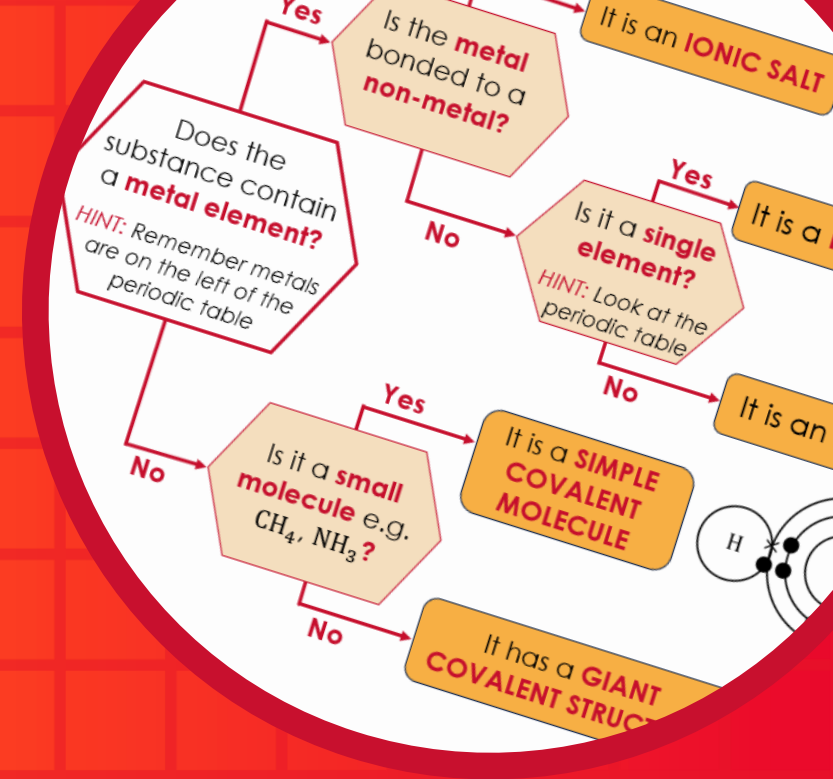 Yes
Is the metal
bonded to a
non-metal?
It is an IONIC SALT
Does the
substance contain
a metal element?
HINT: Remember metals
are on the left of the
periodic table
No
Yes
Is it a single
element?
HINT: Look at the
periodic table
It is a
No
It is an
No
Is it a small
molecule e.g.
CH₄, NH₃?
Yes
It is a SIMPLE
COVALENT
MOLECULE
H
No
It has a GIANT
COVALENT